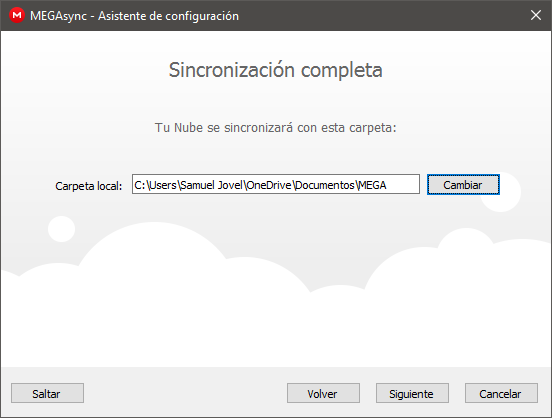 MEGAsync - Asistente de configuración
Sincronización completa
Tu Nube se sincronizará con esta carpeta:
Carpeta local: C:\Users\Samuel Jovel\OneDrive\Documentos\MEGA Cambiar
Saltar Volver Siguiente Cancelar